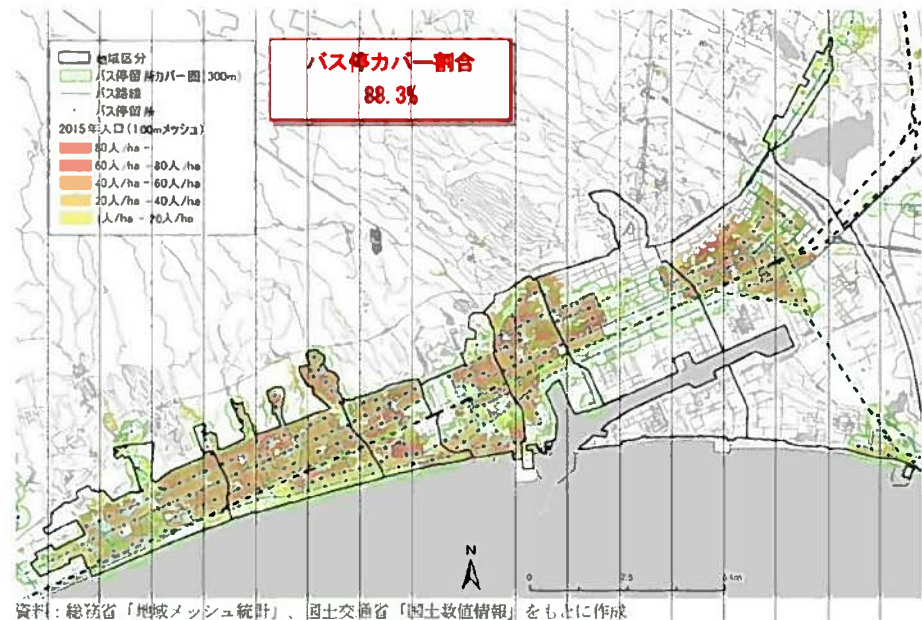 バス停カバー割合
88.3%
地域区分
バス停留所カバー圏(300m)
バス路線
バス停留所
2015年人口(100mメッシュ)
80人/ha -
60人/ha - 80人/ha
40人/ha - 60人/ha
20人/ha - 40人/ha
1人/ha - 20人/ha
N
0
2.5
資料：総務省「地域メッシュ統計」、国土交通省「国土数値情報」をもとに作成